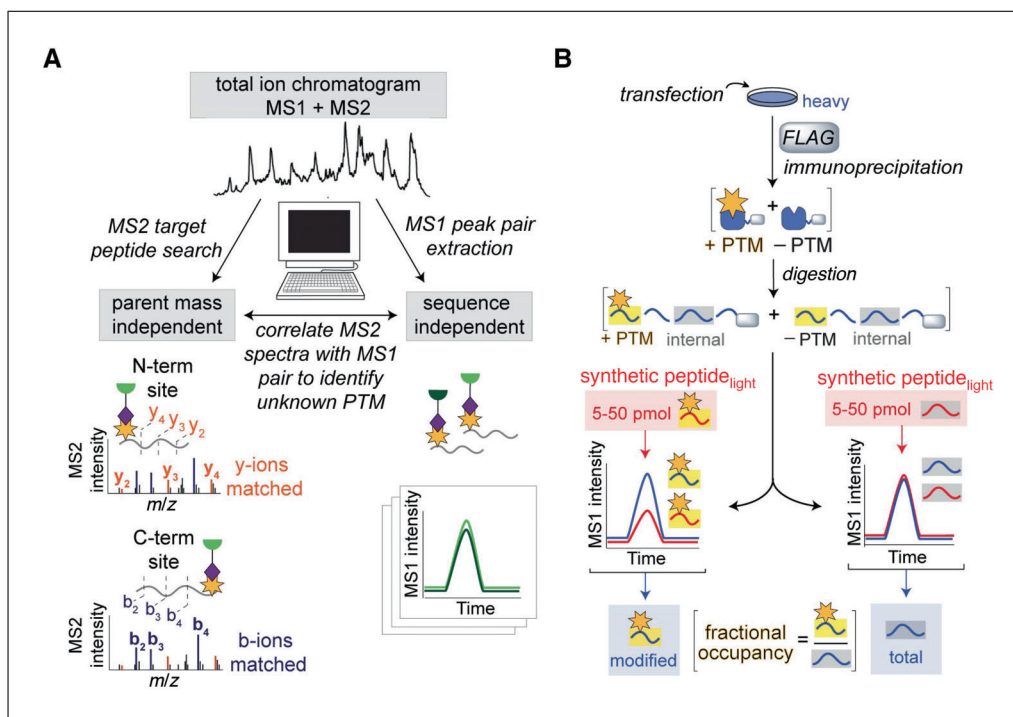 A
total ion chromatogram
MS1 + MS2
MS2 target
peptide search
MS1 peak pair
extraction
parent mass
independent
sequence
independent
correlate MS2
spectra with MS1
pair to identify
unknown PTM
N-term
site
y4
y3
y2
MS2
intensity
y2
y3
y4
m/z
y-ions
matched
C-term
site
b2
b3
b4
MS2
intensity
b2
b3
b4
m/z
b-ions
matched
MS1 intensity
Time
B
transfection
heavy
FLAG
immunoprecipitation
+
+ PTM
– PTM
digestion
+
+ PTM
internal
– PTM
internal
synthetic peptidelight
5-50 pmol
MS1 intensity
Time
synthetic peptidelight
5-50 pmol
MS1 intensity
Time
modified
fractional
occupancy
=
total